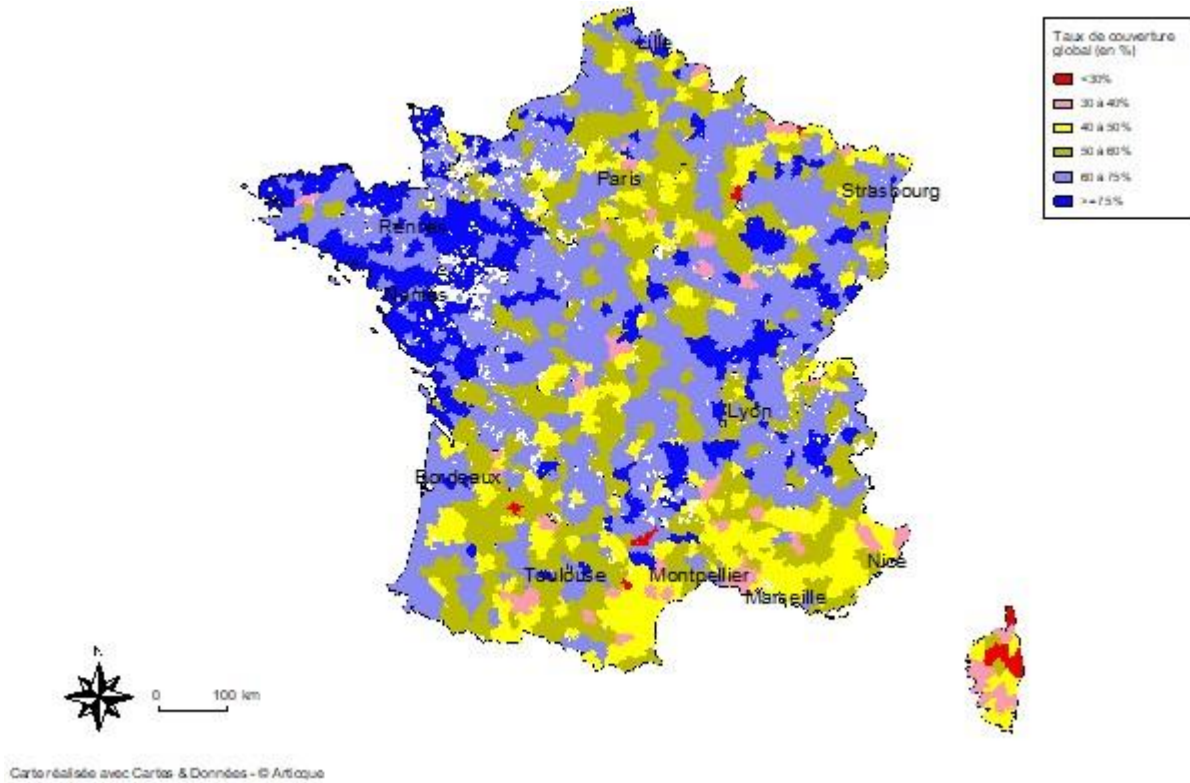 Lille
Paris
Strasbourg
Rennes
Nantes
Lyon
Bordeaux
Nice
Toulouse
Montpellier
Marseille
Taux de couverture
global (en %)
<30%
30 à 40%
40 à 50%
50 à 60%
60 à 75%
>=75%
N
0 100 km
Carte réalisée avec Cartes & Données - © Articque